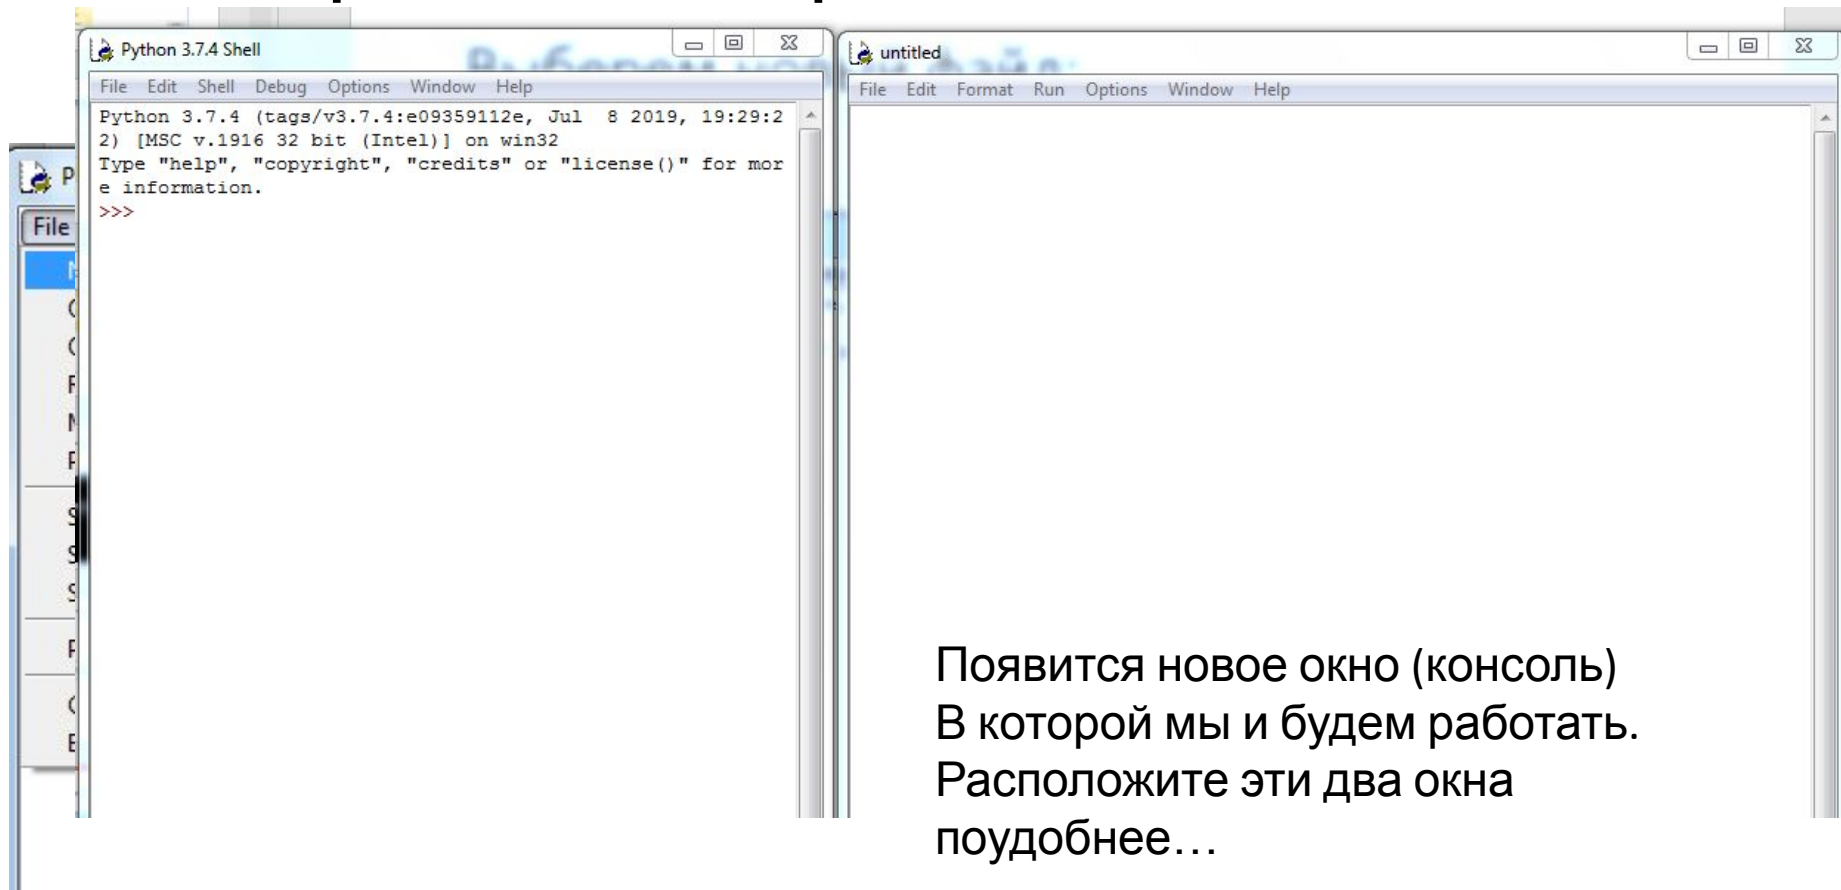 Python 3.7.4 Shell
File Edit Shell Debug Options Window Help
Python 3.7.4 (tags/v3.7.4:e09359112e, Jul  8 2019, 19:29:2
2) [MSC v.1916 32 bit (Intel)] on win32
Type "help", "copyright", "credits" or "license()" for mor
e information.
>>>
untitled
File Edit Format Run Options Window Help
File
Появится новое окно (консоль)
В которой мы и будем работать.
Расположите эти два окна
поудобнее…